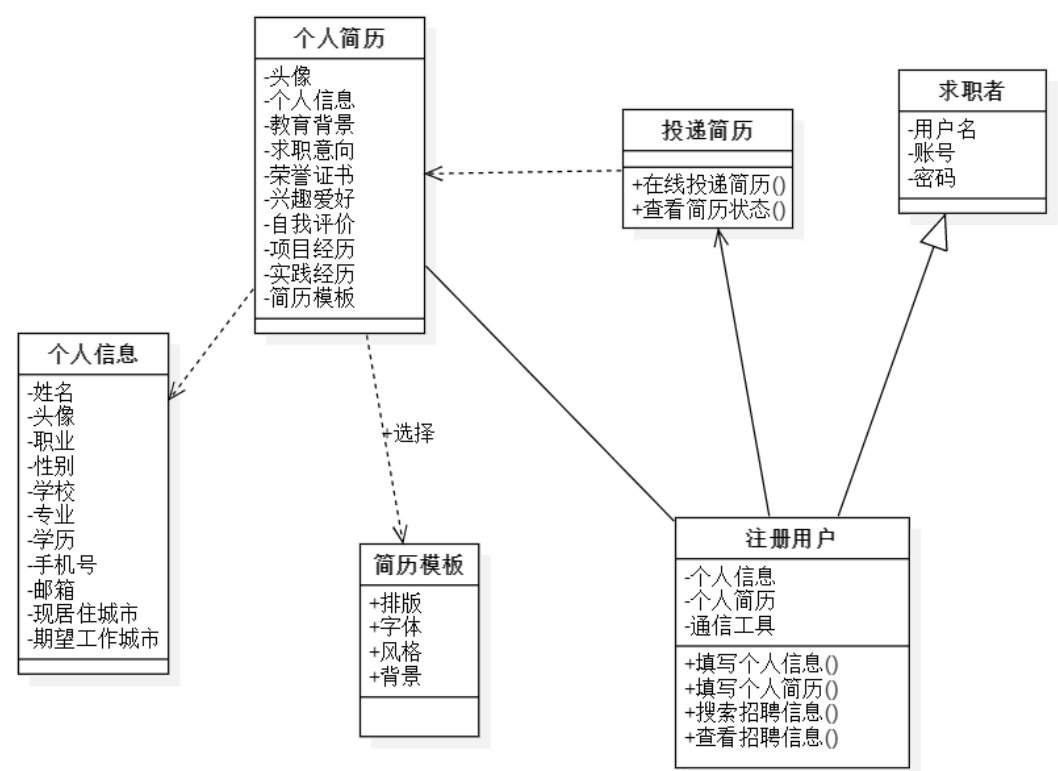 个人简历
-头像
-个人信息
-教育背景
-求职意向
-荣誉证书
-兴趣爱好
-自我评价
-项目经历
-实践经历
-简历模板
投递简历
+在线投递简历()
+查看简历状态()
求职者
-用户名
-账号
-密码
个人信息
-姓名
-头像
-职业
-性别
-学校
-专业
-学历
-手机号
-邮箱
-现居住城市
-期望工作城市
+选择
简历模板
+排版
+字体
+风格
+背景
注册用户
-个人信息
-个人简历
-通信工具
+填写个人信息()
+填写个人简历()
+搜索招聘信息()
+查看招聘信息()